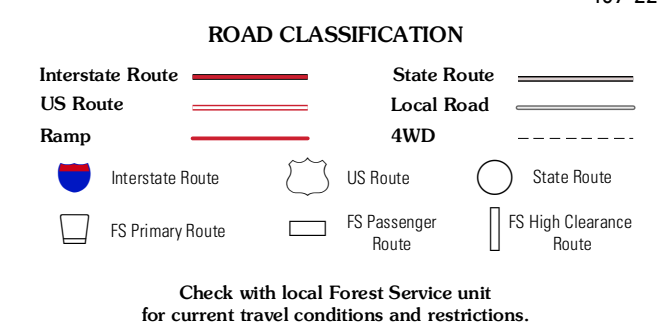 ROAD CLASSIFICATION
Interstate Route
State Route
US Route
Local Road
Ramp
4WD
Interstate Route
US Route
State Route
FS Primary Route
FS Passenger
Route
FS High Clearance
Route
Check with local Forest Service unit
for current travel conditions and restrictions.